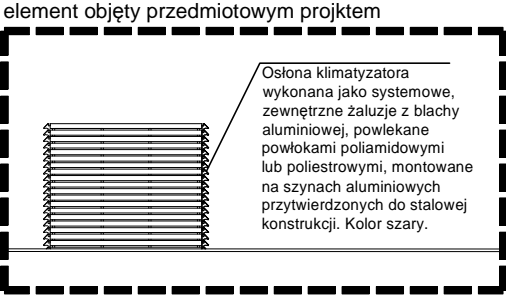 element objęty przedmiotowym projktem
Osłona klimatyzatora
wykonana jako systemowe,
zewnętrzne żaluzje z blachy
aluminiowej, powlekane
powłokami poliamidowymi
lub poliestrowymi, montowane
na szynach aluminiowych
przytwierdzonych do stalowej
konstrukcji. Kolor szary.